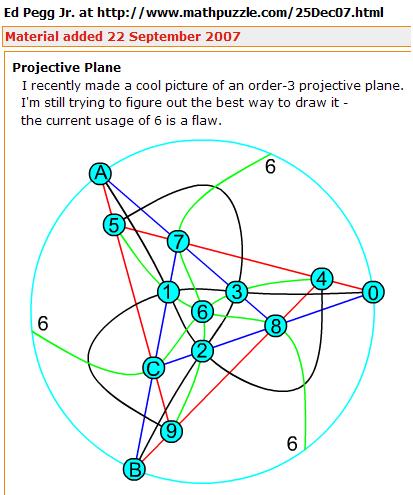 Ed Pegg Jr. at http://www.mathpuzzle.com/25Dec07.html
Material added 22 September 2007
Projective Plane
I recently made a cool picture of an order-3 projective plane.
I'm still trying to figure out the best way to draw it -
the current usage of 6 is a flaw.
6
A
5
7
4
1
3
0
6
6
8
2
C
9
6
B